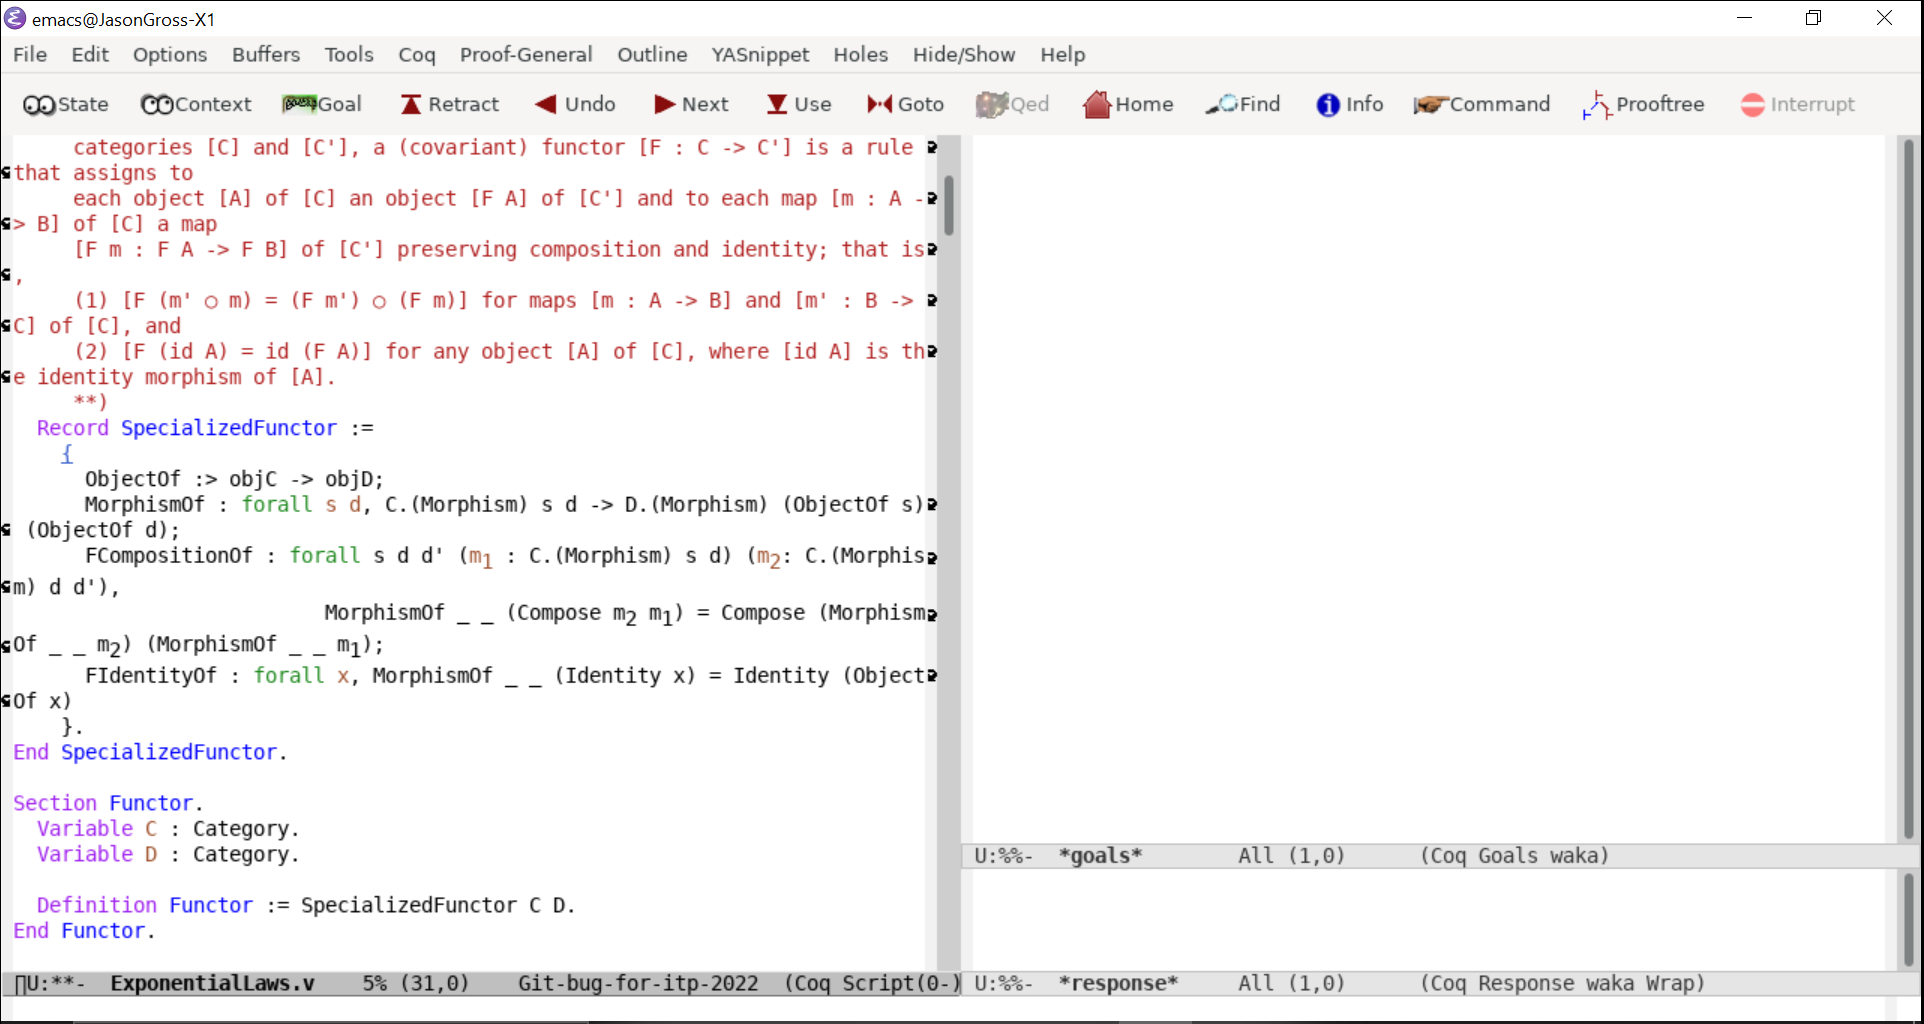 emacs@JasonGross-X1
File Edit Options Buffers Tools Coq Proof-General Outline YASnippet Holes Hide/Show Help
State Context Goal Retract Undo Next Use Goto Qed Home Find Info Command Prooftree Interrupt
categories [C] and [C'], a (covariant) functor [F : C -> C'] is a rule
that assigns to
each object [A] of [C] an object [F A] of [C'] and to each map [m : A -
> B] of [C] a map
[F m : F A -> F B] of [C'] preserving composition and identity; that is
,
(1) [F (m' ○ m) = (F m') ○ (F m)] for maps [m : A -> B] and [m' : B ->
C] of [C], and
(2) [F (id A) = id (F A)] for any object [A] of [C], where [id A] is th
e identity morphism of [A].
**)
Record SpecializedFunctor :=
{
ObjectOf :> objC -> objD;
MorphismOf : forall s d, C.(Morphism) s d -> D.(Morphism) (ObjectOf s)
(ObjectOf d);
FCompositionOf : forall s d d' (m₁ : C.(Morphism) s d) (m₂: C.(Morphis
m) d d'),
MorphismOf _ _ (Compose m₂ m₁) = Compose (Morphism
Of _ _ m₂) (MorphismOf _ _ m₁);
FIdentityOf : forall x, MorphismOf _ _ (Identity x) = Identity (Object
Of x)
}.
End SpecializedFunctor.
Section Functor.
Variable C : Category.
Variable D : Category.
Definition Functor := SpecializedFunctor C D.
End Functor.
U:**- ExponentialLaws.v 5% (31,0) Git-bug-for-itp-2022 (Coq Script(0-)
U:%%- *goals* All (1,0) (Coq Goals waka)
U:%%- *response* All (1,0) (Coq Response waka Wrap)